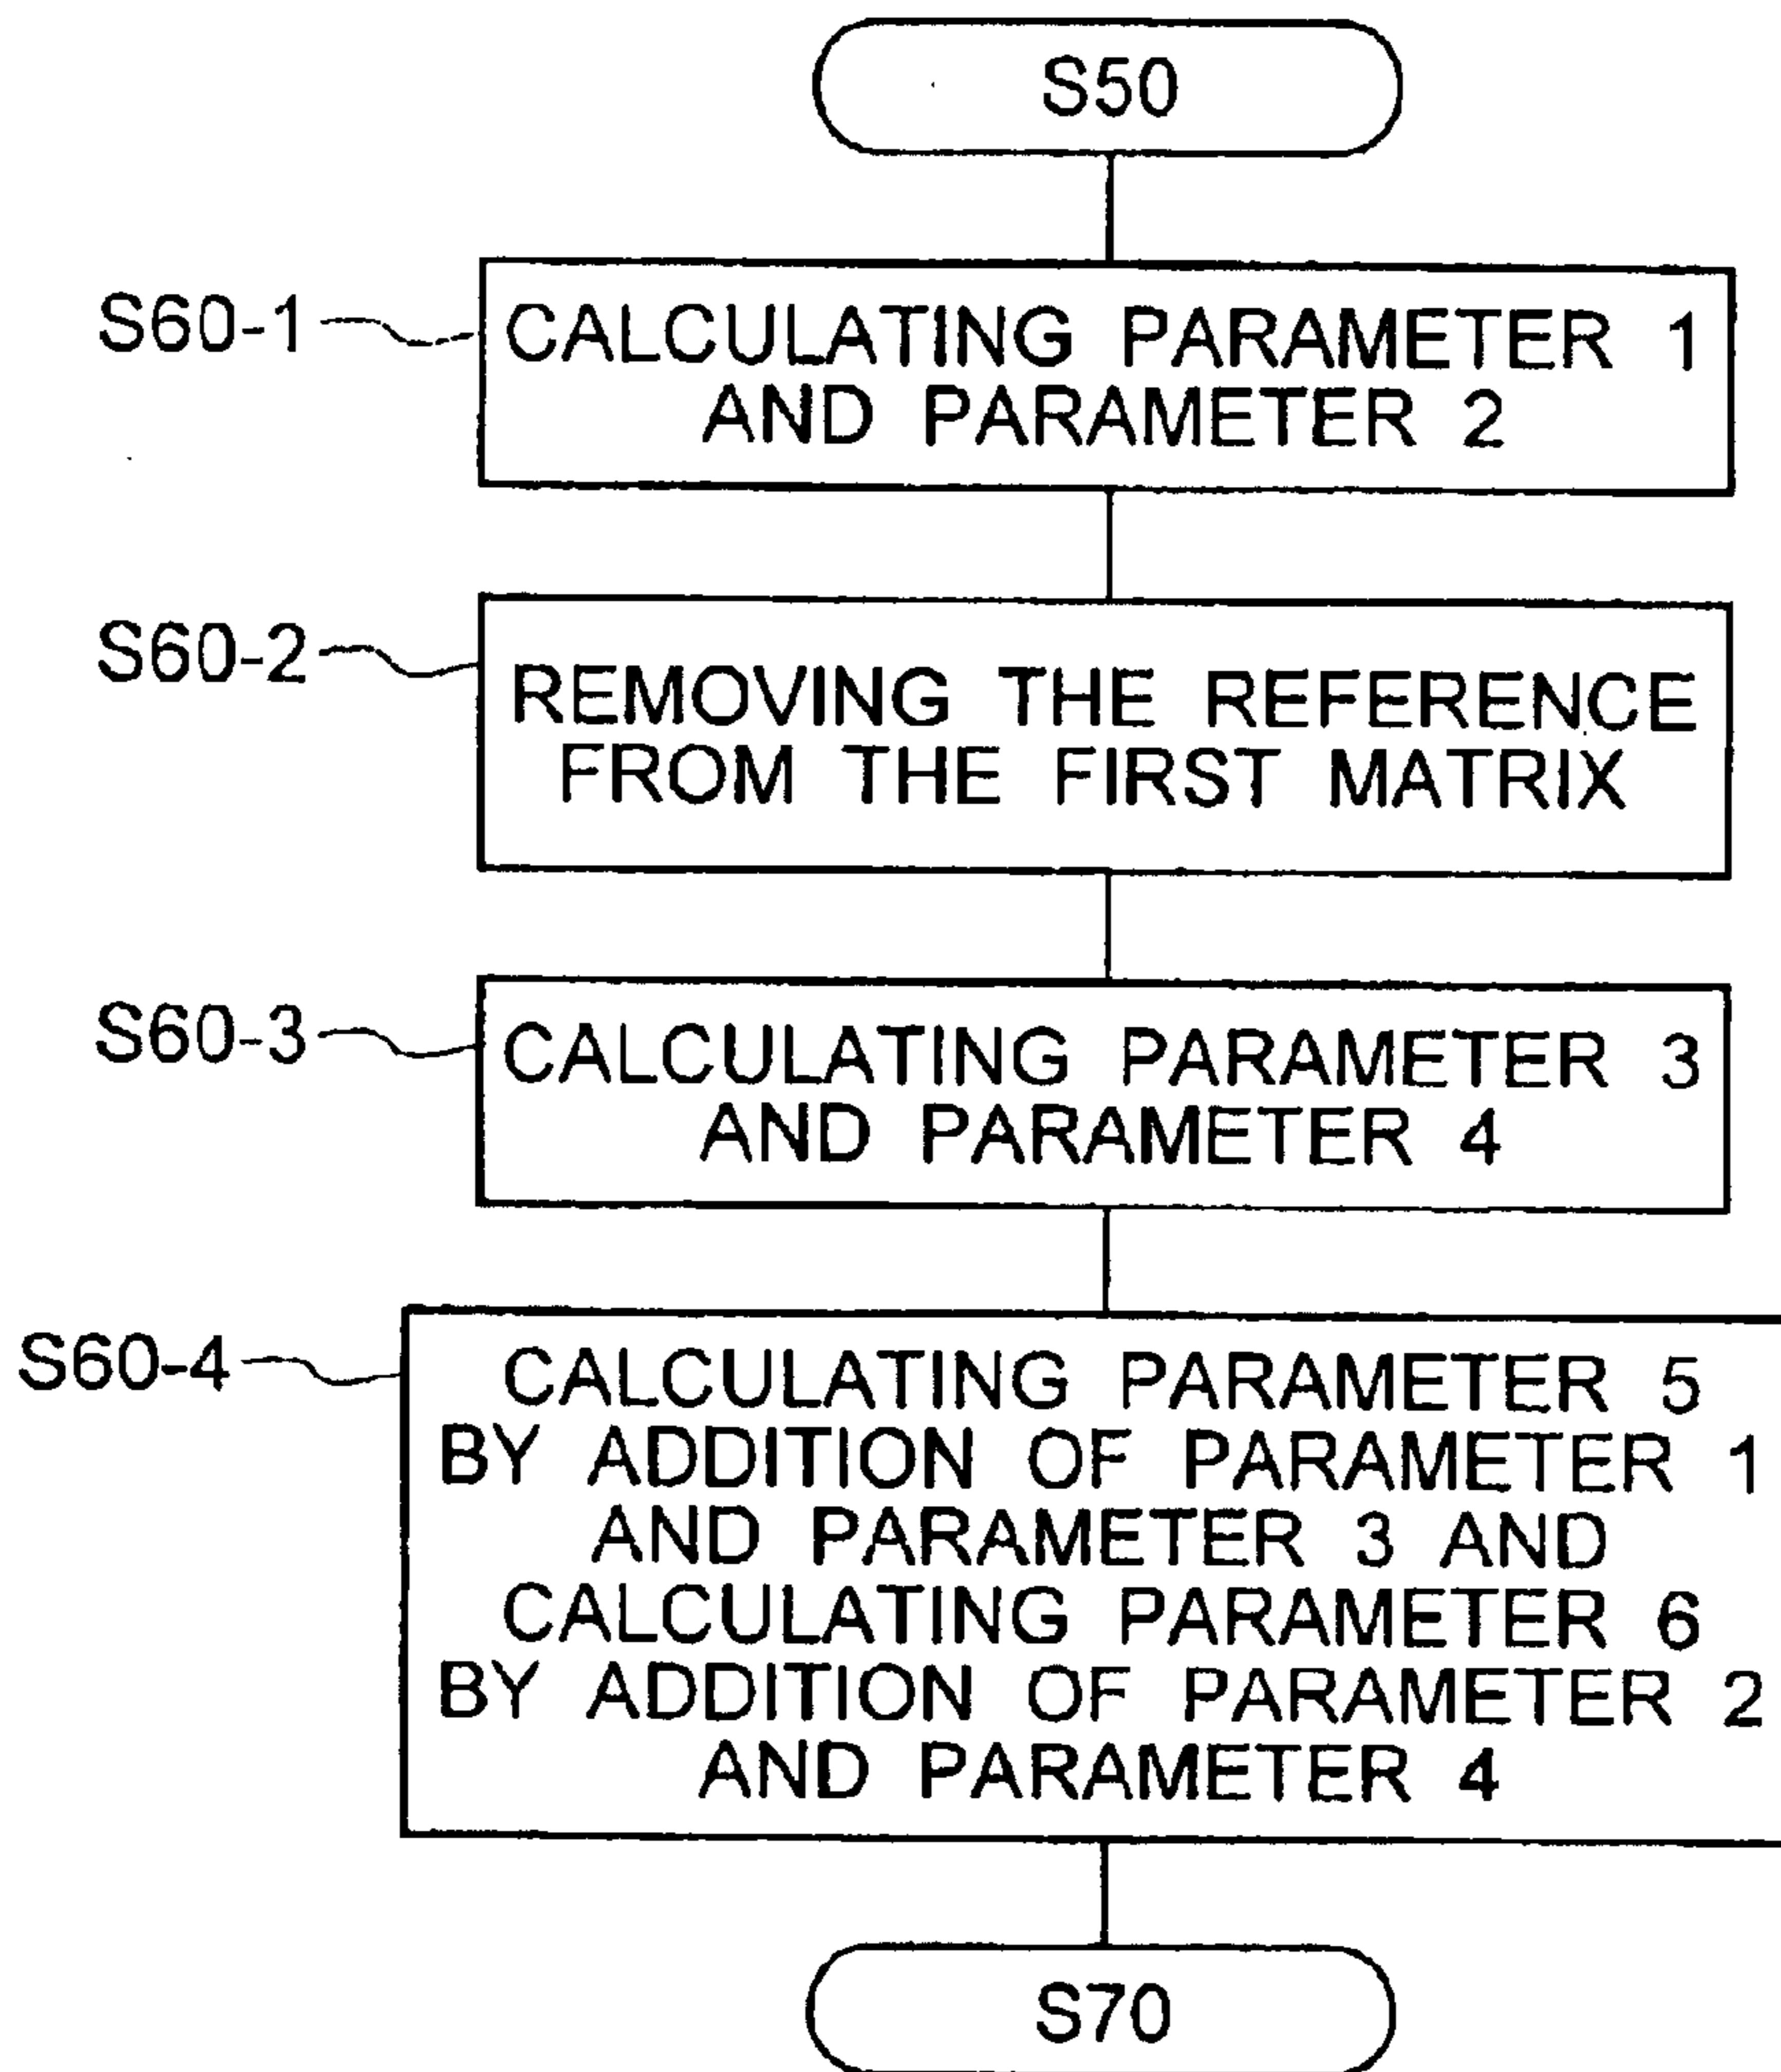 S50
S60-1
CALCULATING PARAMETER 1
AND PARAMETER 2
S60-2
REMOVING THE REFERENCE
FROM THE FIRST MATRIX
S60-3
CALCULATING PARAMETER 3
AND PARAMETER 4
S60-4
CALCULATING PARAMETER 5
BY ADDITION OF PARAMETER 1
AND PARAMETER 3 AND
CALCULATING PARAMETER 6
BY ADDITION OF PARAMETER 2
AND PARAMETER 4
S70